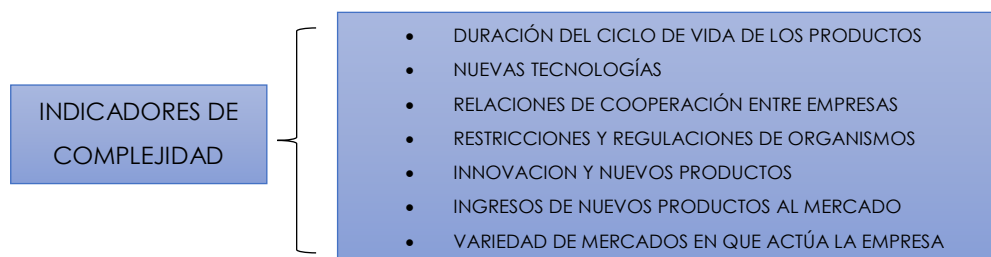 INDICADORES DE
COMPLEJIDAD
• DURACIÓN DEL CICLO DE VIDA DE LOS PRODUCTOS
• NUEVAS TECNOLOGÍAS
• RELACIONES DE COOPERACIÓN ENTRE EMPRESAS
• RESTRICCIONES Y REGULACIONES DE ORGANISMOS
• INNOVACION Y NUEVOS PRODUCTOS
• INGRESOS DE NUEVOS PRODUCTOS AL MERCADO
• VARIEDAD DE MERCADOS EN QUE ACTÚA LA EMPRESA